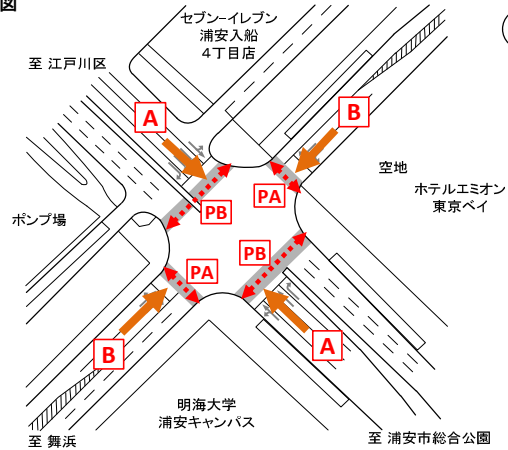 図
セブン-イレブン
浦安入船
4丁目店
至 江戸川区
A
B
空地
PA
ホテルエミオン
東京ベイ
PB
ポンプ場
PB
PA
B
A
明海大学
浦安キャンパス
至 舞浜
至 浦安市総合公園